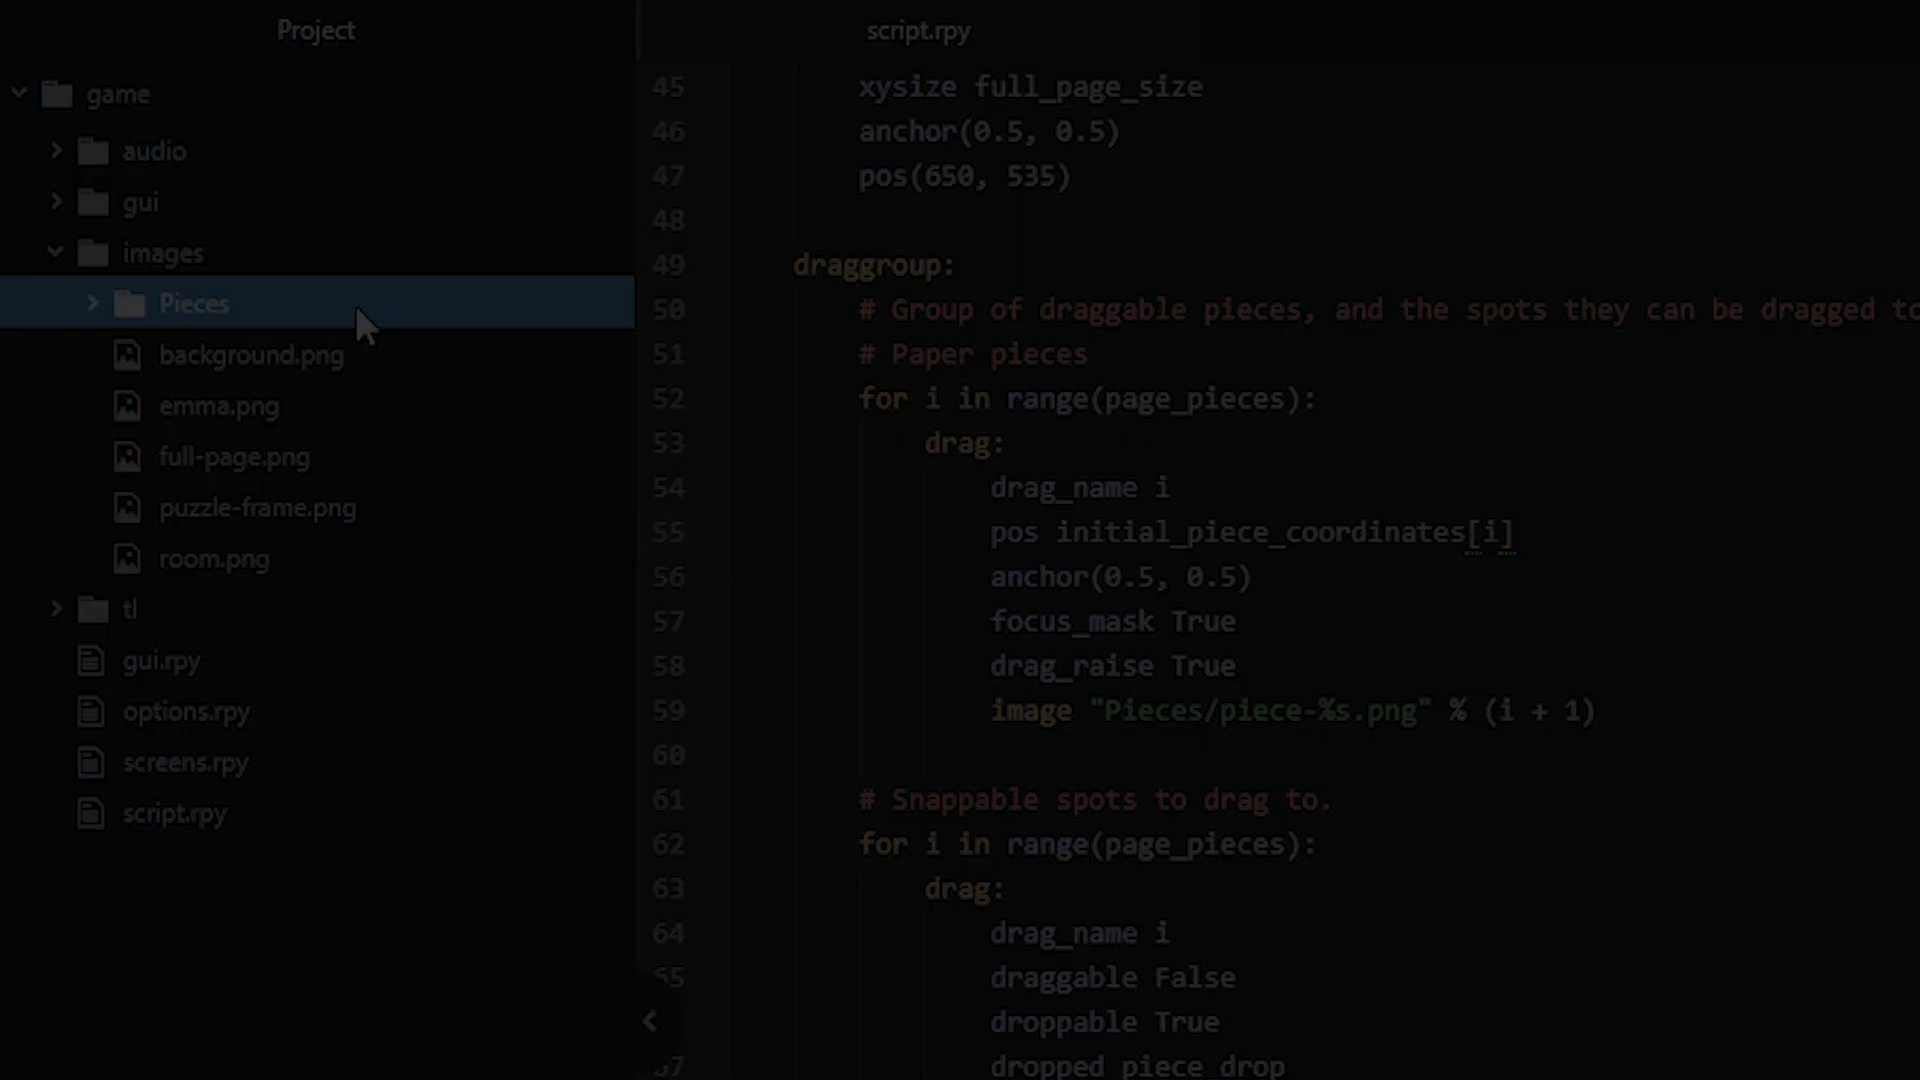 Project
game
audio
gui
images
Pieces
background.png
emma.png
full-page.png
puzzle-frame.png
room.png
tl
gui.rpy
options.rpy
screens.rpy
script.rpy
script.rpy
45 xysize full_page_size
46 anchor(0.5, 0.5)
47 pos(650, 535)
48
49 draggroup:
50 # Group of draggable pieces, and the spots they can be dragged to
51 # Paper pieces
52 for i in range(page_pieces):
53 drag:
54 drag_name i
55 pos initial_piece_coordinates[i]
56 anchor(0.5, 0.5)
57 focus_mask True
58 drag_raise True
59 image "Pieces/piece-%s.png" % (i + 1)
60
61 # Snappable spots to drag to.
62 for i in range(page_pieces):
63 drag:
64 drag_name i
65 draggable False
droppable True
67 dropped piece_drop